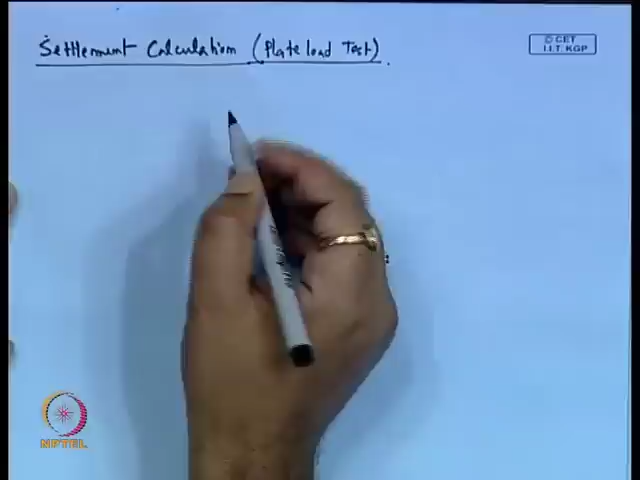 Settlement Calculation (Plate load Test)
© CET
I.I.T. KGP
NPTEL